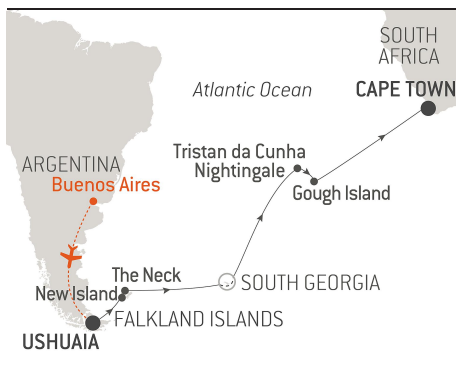 SOUTH
AFRICA
Atlantic Ocean
CAPE TOWN
Tristan da Cunha
Nightingale
ARGENTINA
Buenos Aires
Gough Island
The Neck
SOUTH GEORGIA
New Island
FALKLAND ISLANDS
USHUAIA